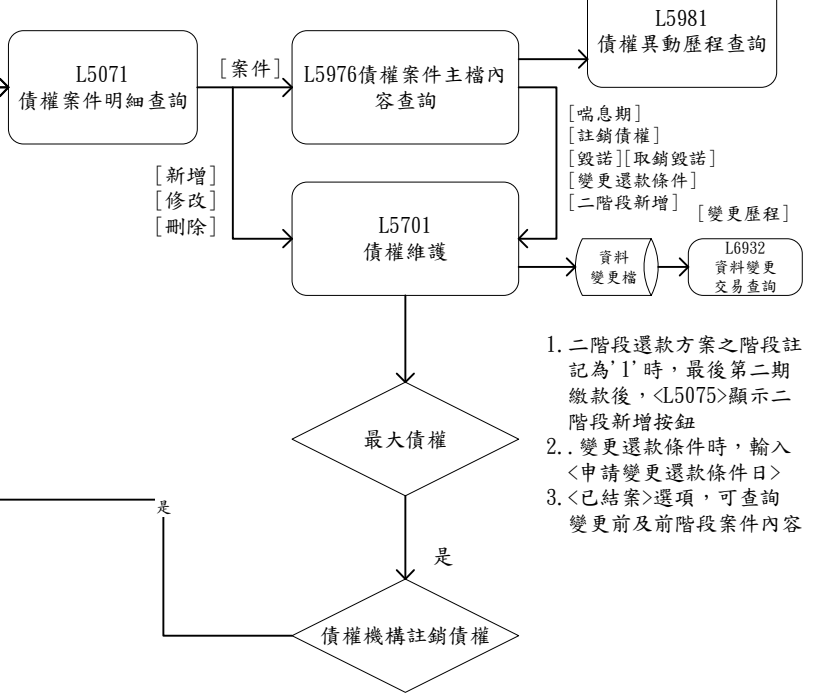 L5981
債權異動歷程查詢
L5071
債權案件明細查詢
[案件]
L5976債權案件主檔內
容查詢
[喘息期]
[註銷債權]
[毀諾][取銷毀諾]
[變更還款條件]
[二階段新增]
[變更歷程]
[新增]
[修改]
[刪除]
L5701
債權維護
資料
變更檔
L6932
資料變更
交易查詢
1. 二階段還款方案之階段註
記為'1'時，最後第二期
繳款後，<L5075>顯示二
階段新增按鈕
2.. 變更還款條件時，輸入
<申請變更還款條件日>
3. <已結案>選項，可查詢
變更前及前階段案件內容
最大債權
是
是
債權機構註銷債權